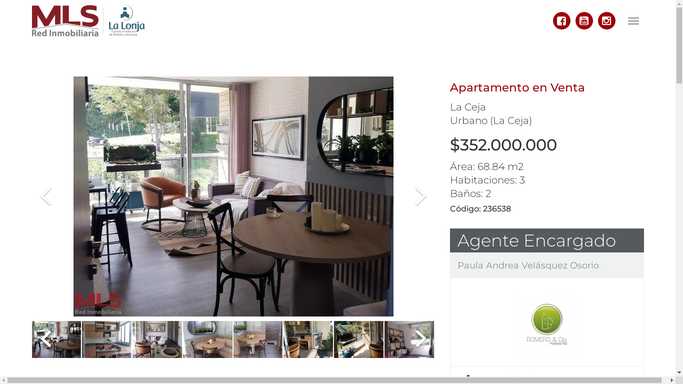 MLS
Red Inmobiliaria
La Lonja
Apartamento en Venta
La Ceja
Urbano (La Ceja)
$352.000.000
Área: 68.84 m2
Habitaciones: 3
Baños: 2
Código: 236538
Agente Encargado
Paula Andrea Velásquez Osorio
MLS
Red Inmobiliaria
ROMERO & Cia